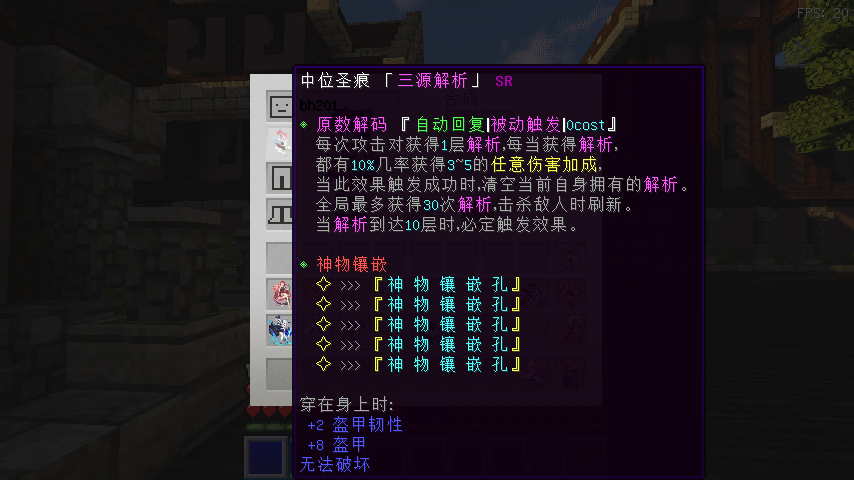 FPS: 20
中位圣痕 「三源解析」 SR
bh201
原数解码 『自动回复|被动触发|0cost』
每次攻击对获得1层解析,每当获得解析,
都有10%几率获得3~5的任意伤害加成,
当此效果触发成功时,清空当前自身拥有的解析。
全局最多获得30次解析,击杀敌人时刷新。
当解析到达10层时,必定触发效果。
神物镶嵌
✧ >>> 『神 物 镶 嵌 孔』
✧ >>> 『神 物 镶 嵌 孔』
✧ >>> 『神 物 镶 嵌 孔』
✧ >>> 『神 物 镶 嵌 孔』
✧ >>> 『神 物 镶 嵌 孔』
穿在身上时:
+2 盔甲韧性
+8 盔甲
无法破坏